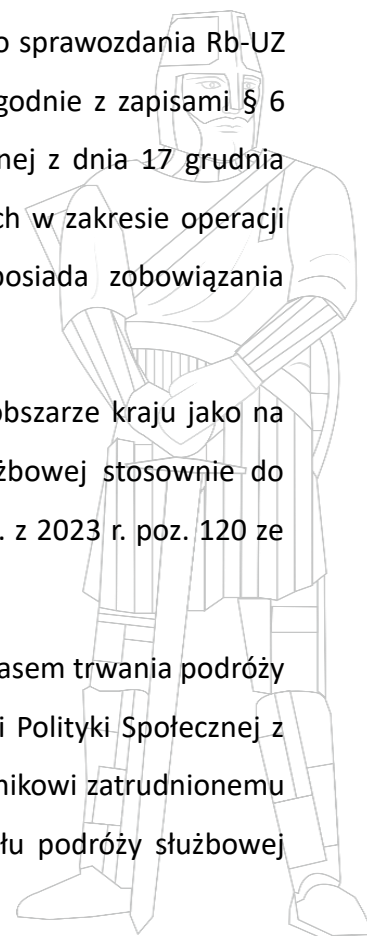 o sprawozdania Rb-UZ
godnie z zapisami § 6
nej z dnia 17 grudnia
ch w zakresie operacji
posiada zobowiązania
obszarze kraju jako na
żbowej stosownie do
. z 2023 r. poz. 120 ze
asem trwania podróży
i Polityki Społecznej z
nikowi zatrudnionemu
łu podróży służbowej